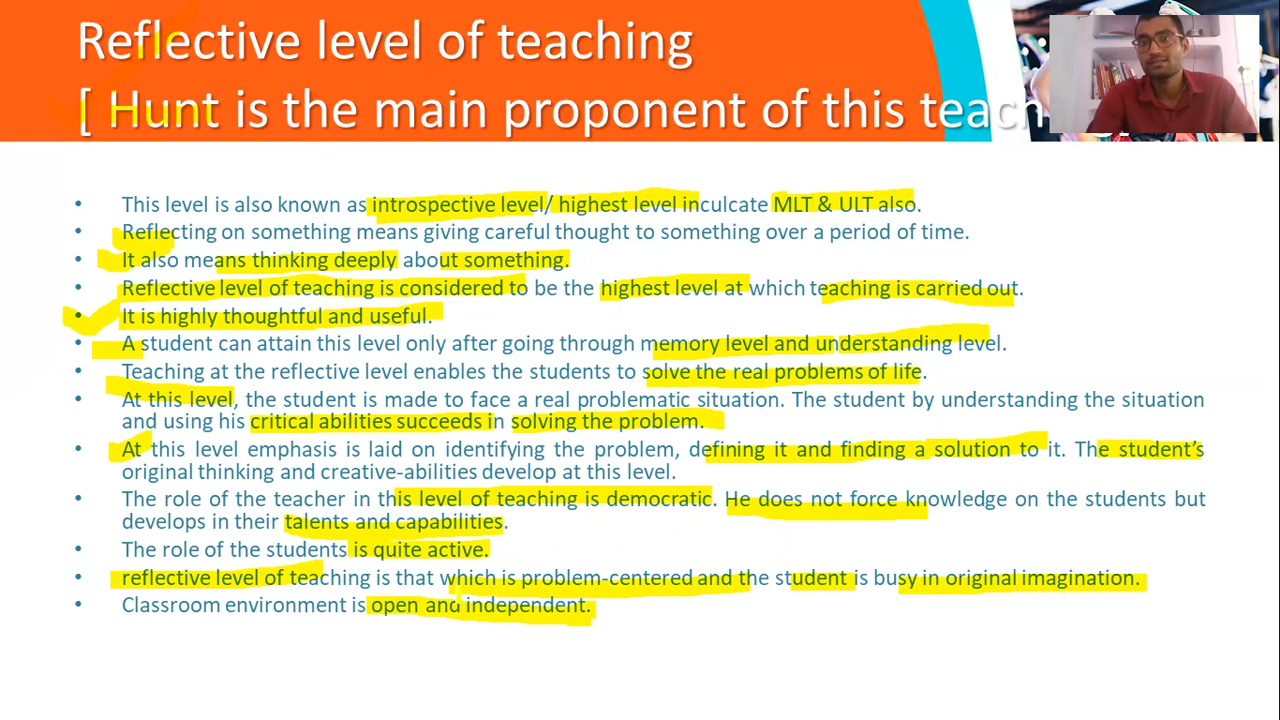 Reflective level of teaching
[ Hunt is the main proponent of this
• This level is also known as introspective level/ highest level inculcate MLT & ULT also.
• Reflecting on something means giving careful thought to something over a period of time.
• It also means thinking deeply about something.
• Reflective level of teaching is considered to be the highest level at which teaching is carried out.
• It is highly thoughtful and useful.
• A student can attain this level only after going through memory level and understanding level.
• Teaching at the reflective level enables the students to solve the real problems of life.
• At this level, the student is made to face a real problematic situation. The student by understanding the situation
and using his critical abilities succeeds in solving the problem.
• At this level emphasis is laid on identifying the problem, defining it and finding a solution to it. The student's
original thinking and creative-abilities develop at this level.
• The role of the teacher in this level of teaching is democratic. He does not force knowledge on the students but
develops in their talents and capabilities.
• The role of the students is quite active.
• reflective level of teaching is that which is problem-centered and the student is busy in original imagination.
• Classroom environment is open and independent.